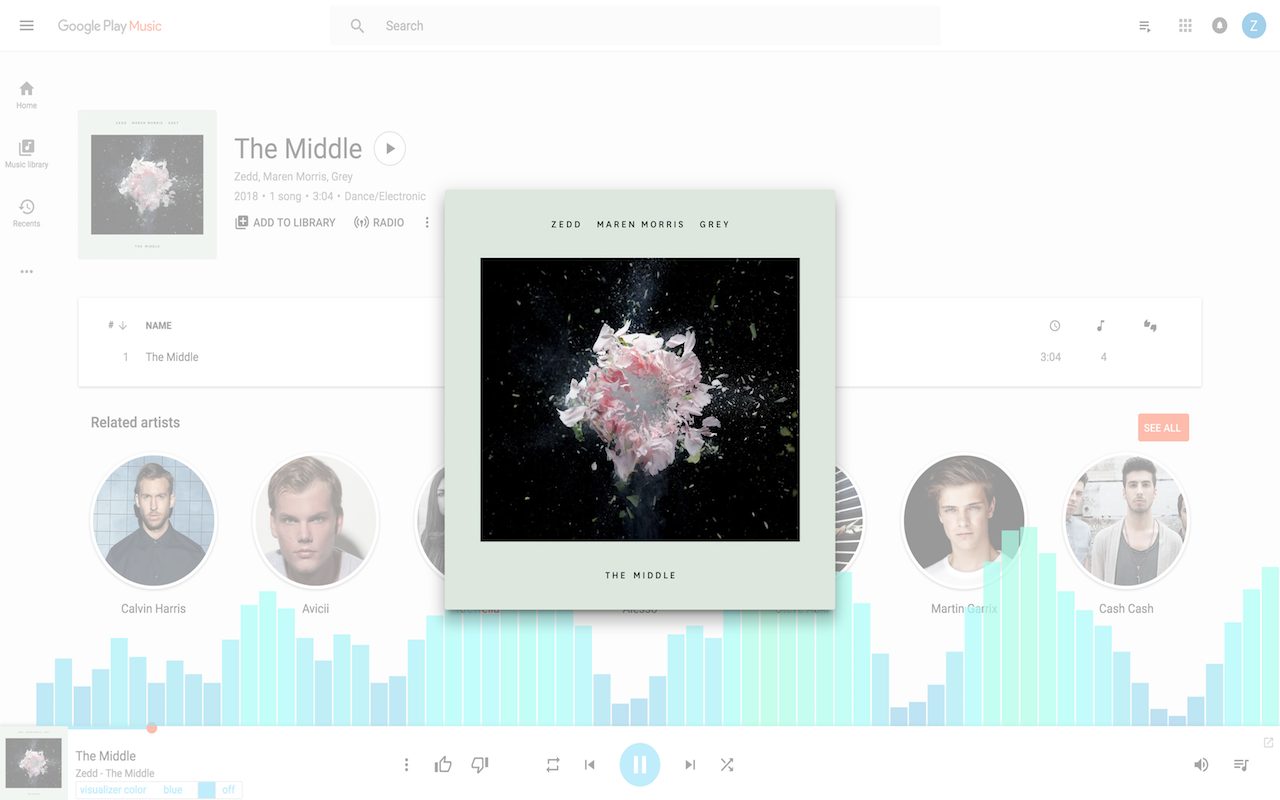 Google Play Music
Search
Z
Home
Music library
Recents
ZEDD MAREN MORRIS GREY
THE MIDDLE
The Middle
Zedd, Maren Morris, Grey
2018 • 1 song • 3:04 • Dance/Electronic
ADD TO LIBRARY RADIO
ZEDD MAREN MORRIS GREY
THE MIDDLE
# NAME
1 The Middle 3:04 4
Related artists
SEE ALL
Calvin Harris Avicii Alesso Martin Garrix Cash Cash
The Middle
Zedd - The Middle
visualizer color blue off